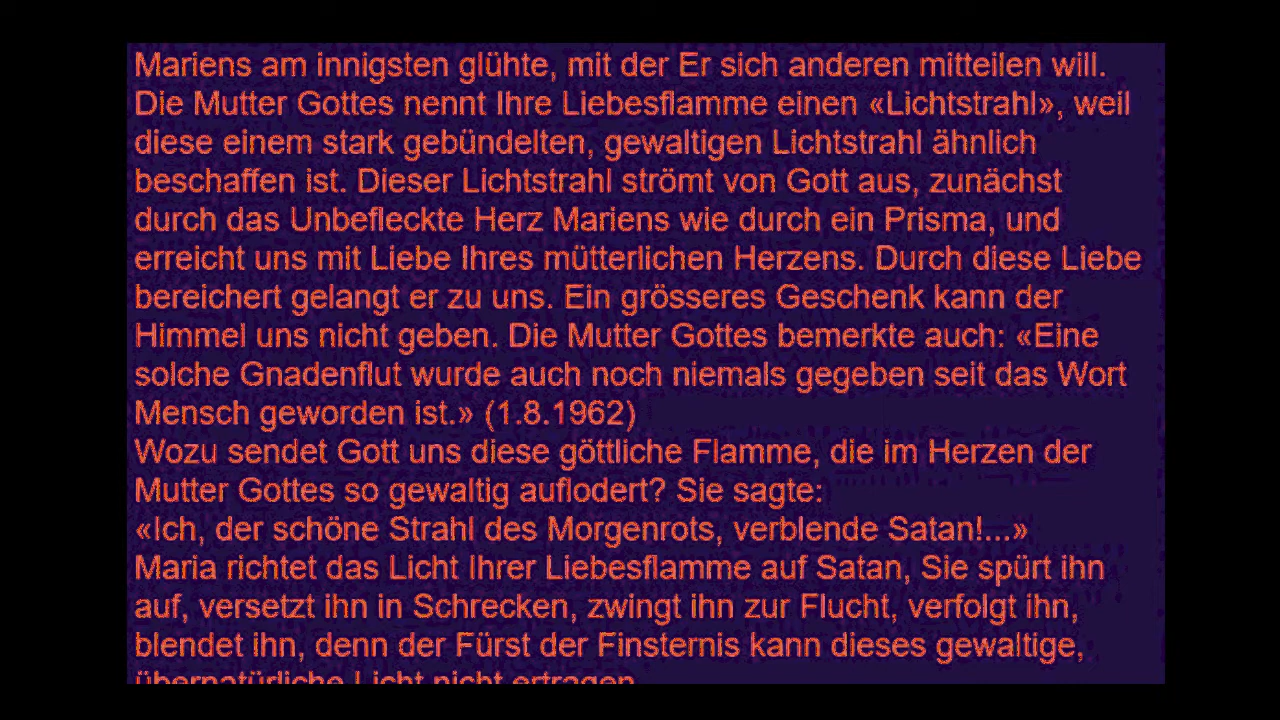 Mariens am innigsten glühte, mit der Er sich anderen mitteilen will.
Die Mutter Gottes nennt Ihre Liebesflamme einen «Lichtstrahl», weil
diese einem stark gebündelten, gewaltigen Lichtstrahl ähnlich
beschaffen ist. Dieser Lichtstrahl strömt von Gott aus, zunächst
durch das Unbefleckte Herz Mariens wie durch ein Prisma, und
erreicht uns mit Liebe Ihres mütterlichen Herzens. Durch diese Liebe
bereichert gelangt er zu uns. Ein grösseres Geschenk kann der
Himmel uns nicht geben. Die Mutter Gottes bemerkte auch: «Eine
solche Gnadenflut wurde auch noch niemals gegeben seit das Wort
Mensch geworden ist.» (1.8.1962)
Wozu sendet Gott uns diese göttliche Flamme, die im Herzen der
Mutter Gottes so gewaltig auflodert? Sie sagte:
«Ich, der schöne Strahl des Morgenrots, verblende Satan!...»
Maria richtet das Licht Ihrer Liebesflamme auf Satan, Sie spürt ihn
auf, versetzt ihn in Schrecken, zwingt ihn zur Flucht, verfolgt ihn,
blendet ihn, denn der Fürst der Finsternis kann dieses gewaltige,
übernatürliche Licht nicht ertragen